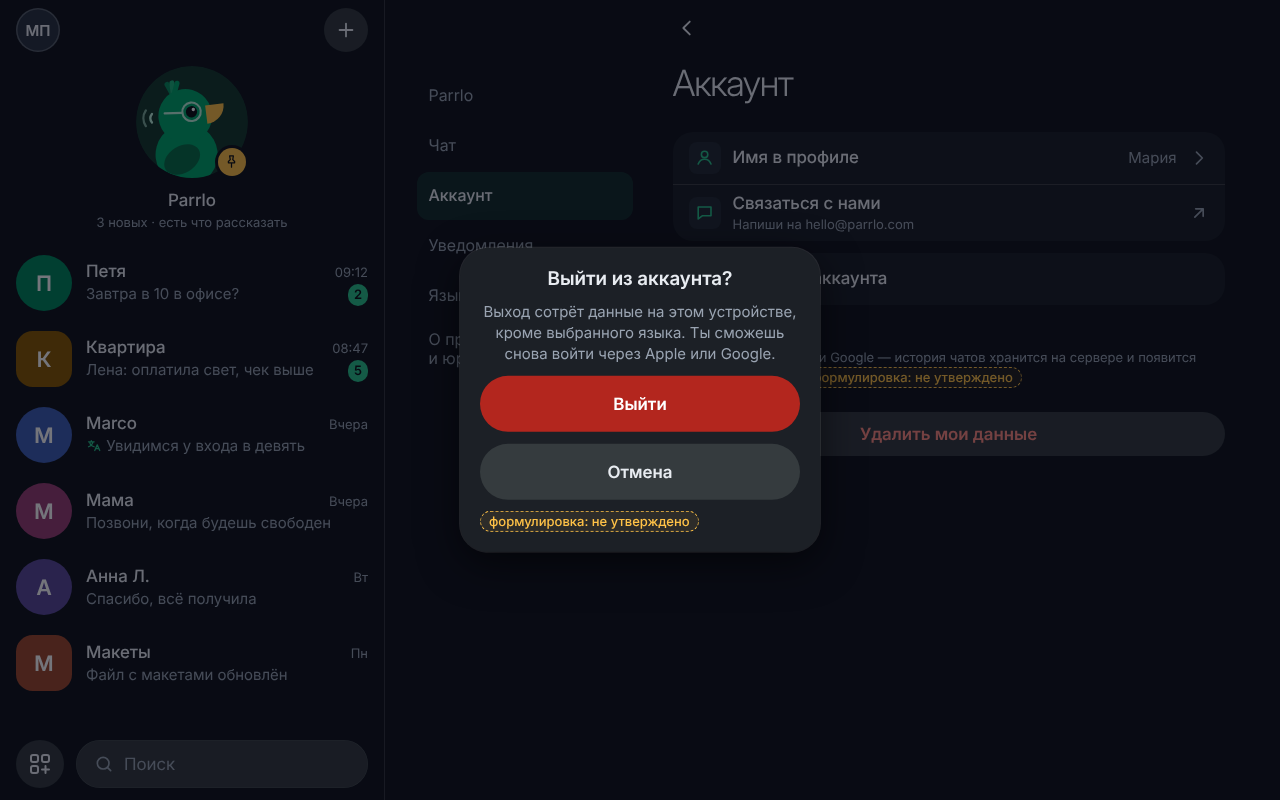 МП
Parrlo
3 новых · есть что рассказать
Петя
09:12
Завтра в 10 в офисе?
2
П
Квартира
08:47
Лена: оплатила свет, чек выше
5
К
Marco
Вчера
Увидимся у входа в девять
M
Мама
Вчера
Позвони, когда будешь свободен
М
Анна Л.
Вт
Спасибо, всё получила
А
Макеты
Пн
Файл с макетами обновлён
М
Поиск
Parrlo
Чат
Аккаунт
Уведомления
Аккаунт
Имя в профиле
Мария
Связаться с нами
Напиши на hello@parrlo.com
и Google — история чатов хранится на сервере и появится
не утверждено
Удалить мои данные
Выйти из аккаунта?
Выход сотрёт данные на этом устройстве,
кроме выбранного языка. Ты сможешь
снова войти через Apple или Google.
Выйти
Отмена
формулировка: не утверждено